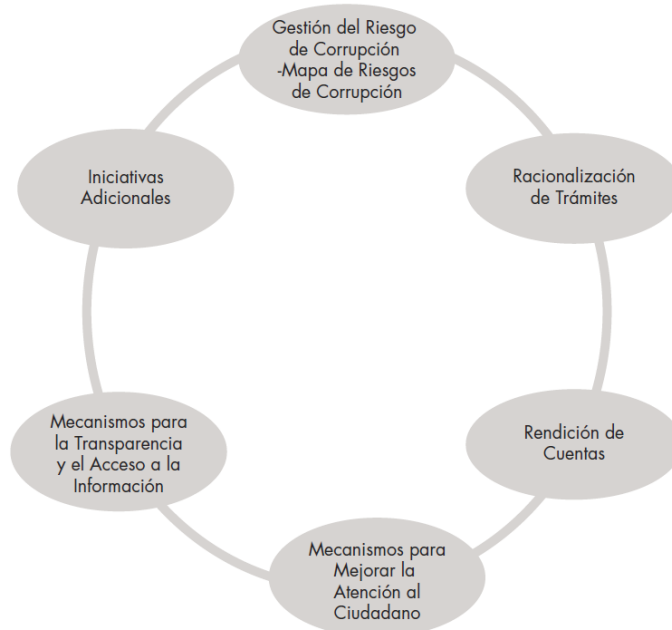 Gestión del Riesgo
de Corrupción
-Mapa de Riesgos
de Corrupción
Racionalización
de Trámites
Rendición de
Cuentas
Mecanismos para
Mejorar la
Atención al
Ciudadano
Mecanismos para
la Transparencia
y el Acceso a la
Información
Iniciativas
Adicionales